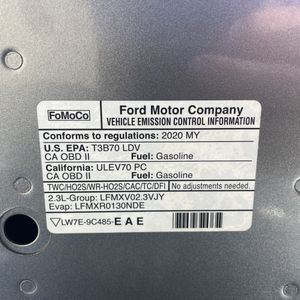 FoMoCo
Ford Motor Company
VEHICLE EMISSION CONTROL INFORMATION
Conforms to regulations: 2020 MY
U.S. EPA: T3B70 LDV
CA OBD II Fuel: Gasoline
California: ULEV70 PC
CA OBD II Fuel: Gasoline
TWC/HO2S/WR-HO2S/CAC/TC/DFI No adjustments needed.
2.3L-Group: LFMXV02.3VJY
Evap: LFMXR0130NDE
LW7E-9C485-E A E